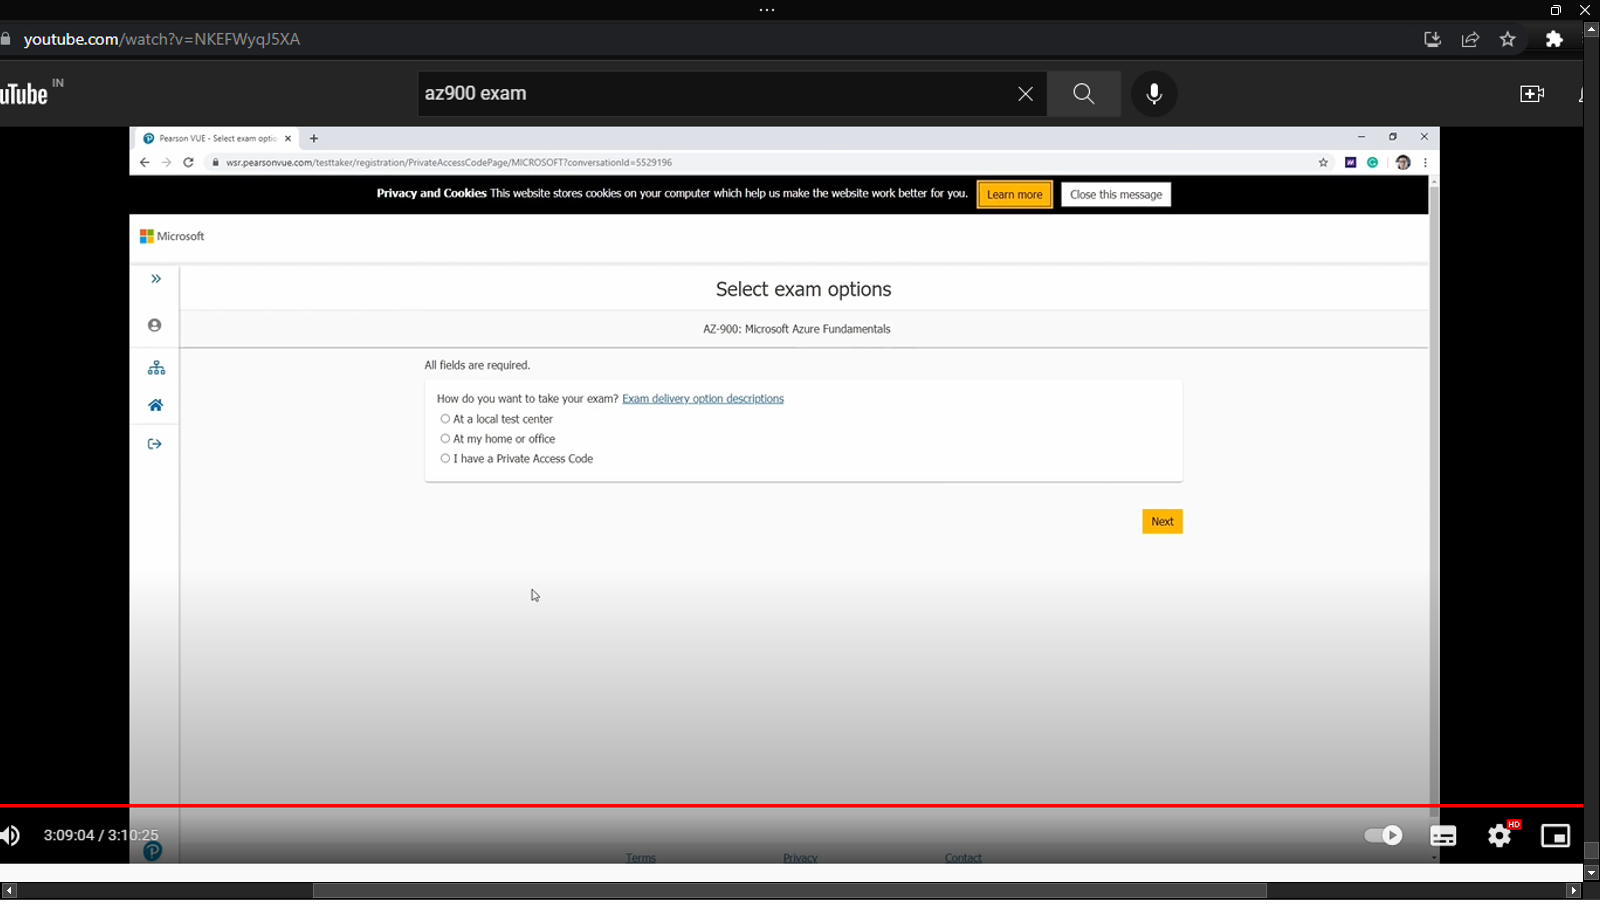 youtube.com/watch?v=NKEFWyqJ5XA
uTube IN
az900 exam
Pearson VUE - Select exam optio
wsr.pearsonvue.com/testtaker/registration/PrivateAccessCodePage/MICROSOFT?conversationId=5529196
Privacy and Cookies This website stores cookies on your computer which help us make the website work better for you. Learn more Close this message
Microsoft
Select exam options
AZ-900: Microsoft Azure Fundamentals
All fields are required.
How do you want to take your exam? Exam delivery option descriptions
At a local test center
At my home or office
I have a Private Access Code
Next
3:09:04 / 3:10:25
HD
Terms Privacy Contact